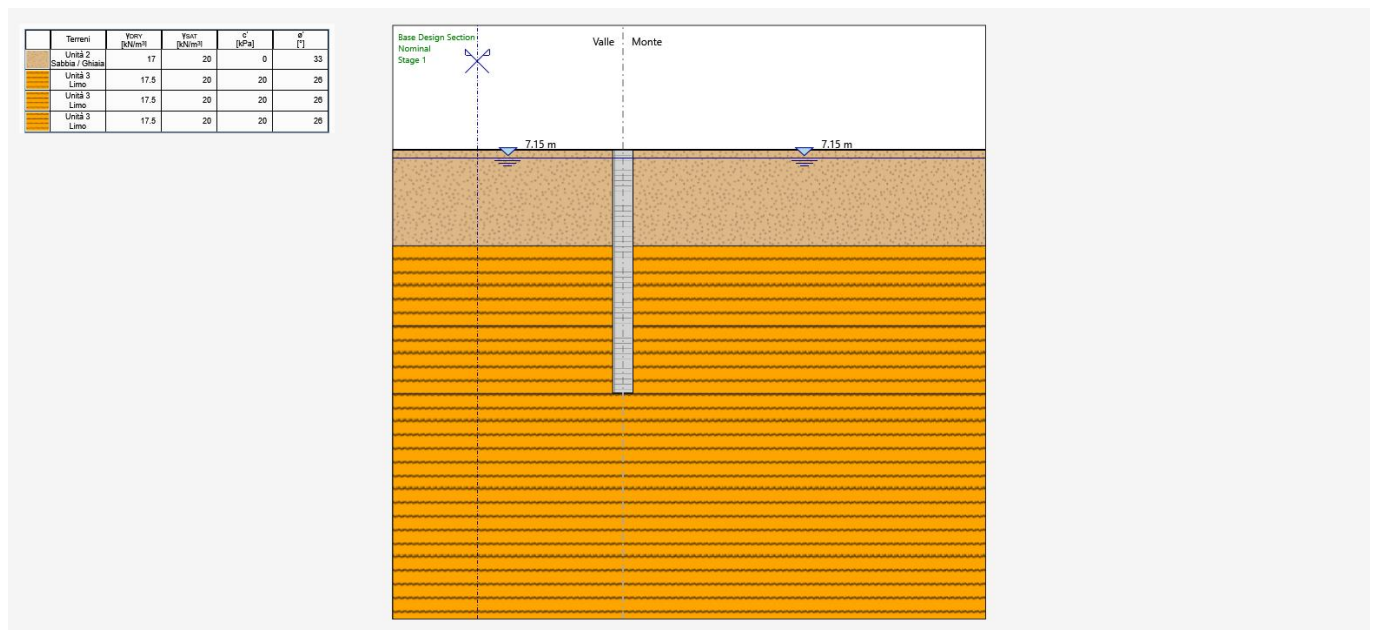 Terreni γDRY [kN/m³] γSAT [kN/m³] c' [kPa] ø' [°]
Unità 2 Sabbia / Ghiaia 17 20 0 33
Unità 3 Limo 17.5 20 20 26
Unità 3 Limo 17.5 20 20 26
Unità 3 Limo 17.5 20 20 26
Base Design Section
Nominal
Stage 1
Valle Monte
7.15 m
7.15 m